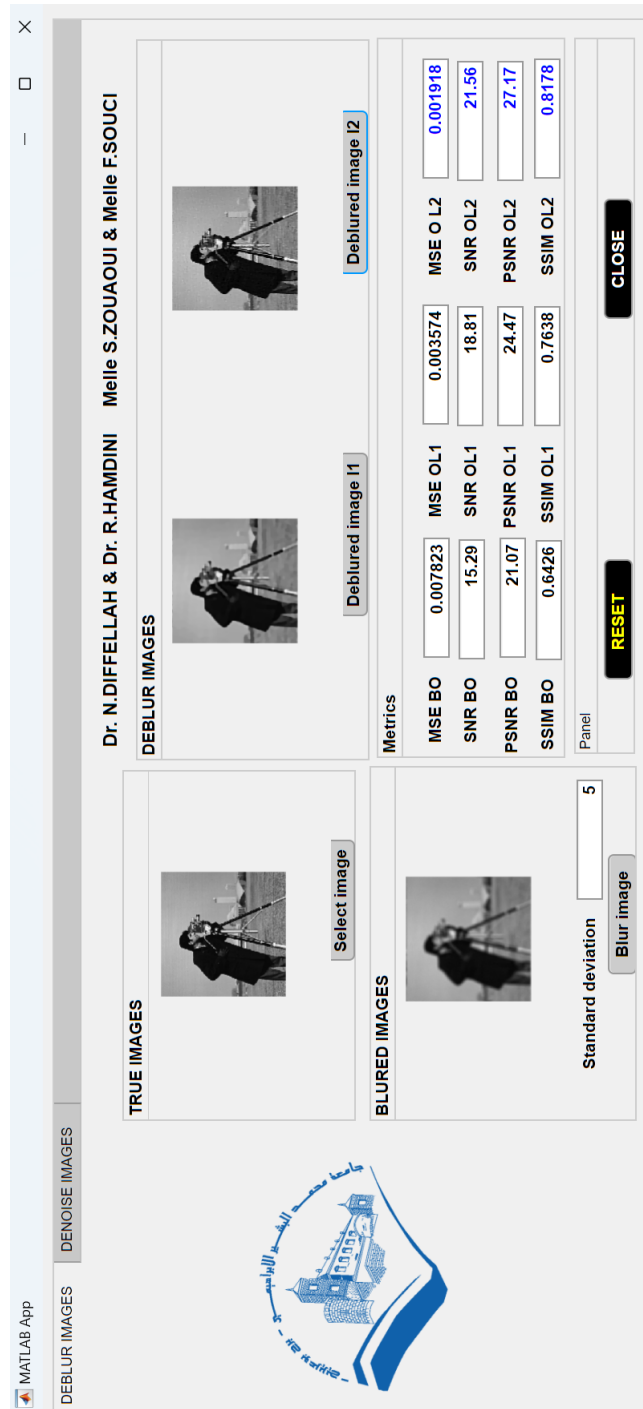 MATLAB App
DEBLUR IMAGES
DENOISE IMAGES
Dr. N.DIFFELLAH & Dr. R.HAMDINI Melle S.ZOUAOUI & Melle F.SOUCI
جامعة محمد البشير الإبراهيمي
TRUE IMAGES
Select image
DEBLUR IMAGES
Deblured image I1
Deblured image I2
BLURED IMAGES
Standard deviation 5
Blur image
Metrics
MSE BO 0.007823 MSE OL1 0.003574 MSE O L2 0.001918
SNR BO 15.29 SNR OL1 18.81 SNR OL2 21.56
PSNR BO 21.07 PSNR OL1 24.47 PSNR OL2 27.17
SSIM BO 0.6426 SSIM OL1 0.7638 SSIM OL2 0.8178
Panel
RESET
CLOSE